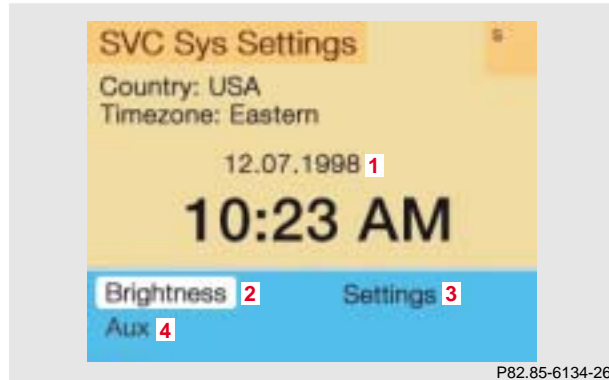 SVC Sys Settings
s
Country: USA
Timezone: Eastern
12.07.1998 1
10:23 AM
Brightness 2 Settings 3
Aux 4
P82.85-6134-26